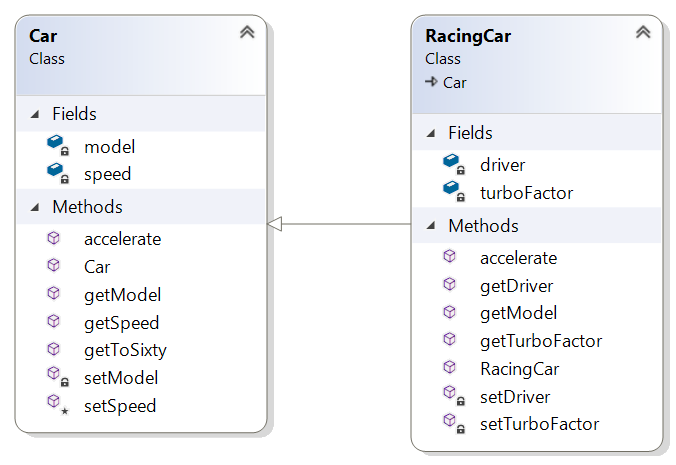 Car
Class
Fields
model
speed
Methods
accelerate
Car
getModel
getSpeed
getToSixty
setModel
setSpeed
RacingCar
Class
Car
Fields
driver
turboFactor
Methods
accelerate
getDriver
getModel
getTurboFactor
RacingCar
setDriver
setTurboFactor